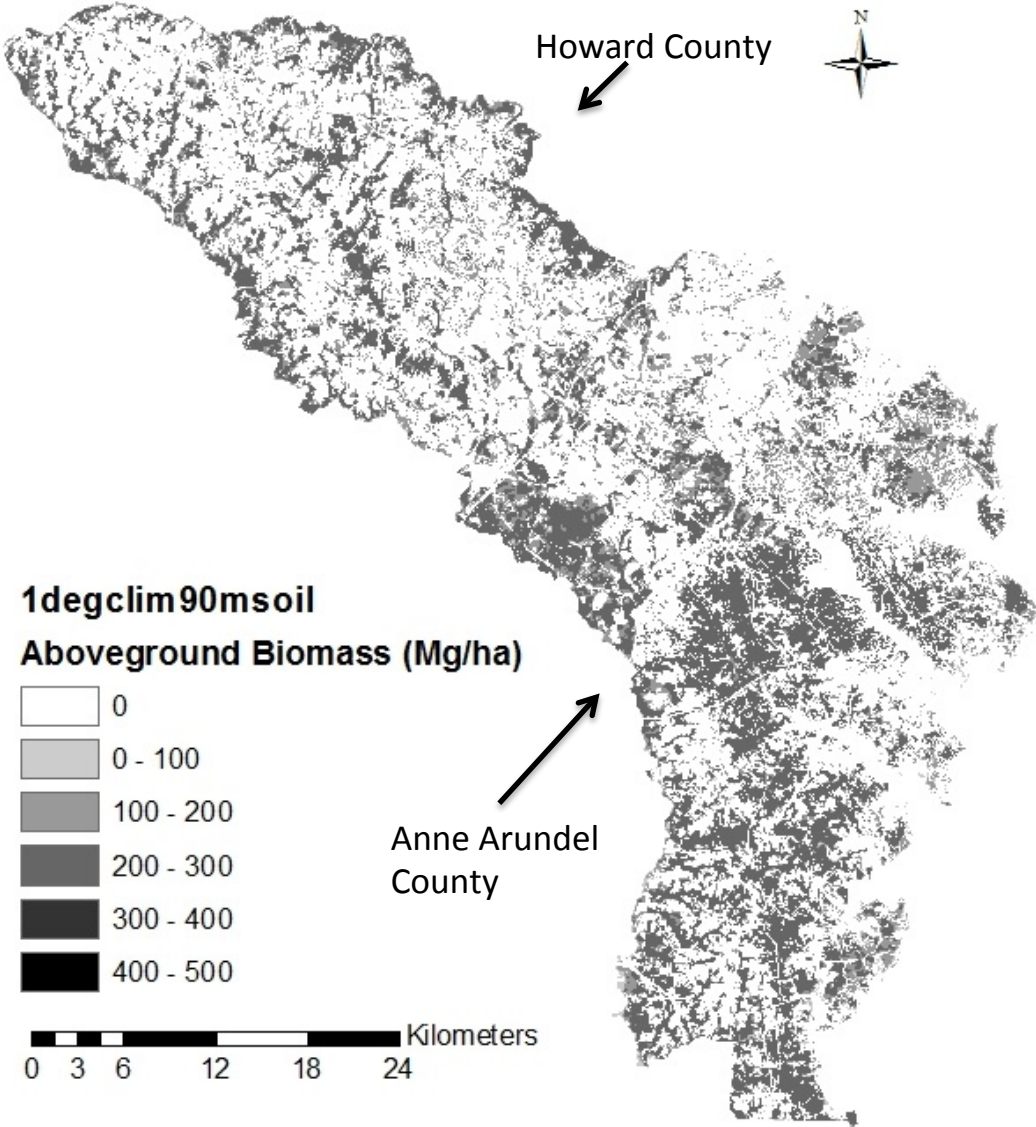 Howard County
N
1degclim90msoil
Aboveground Biomass (Mg/ha)
0
0 - 100
100 - 200
200 - 300
300 - 400
400 - 500
Anne Arundel
County
Kilometers
0 3 6 12 18 24